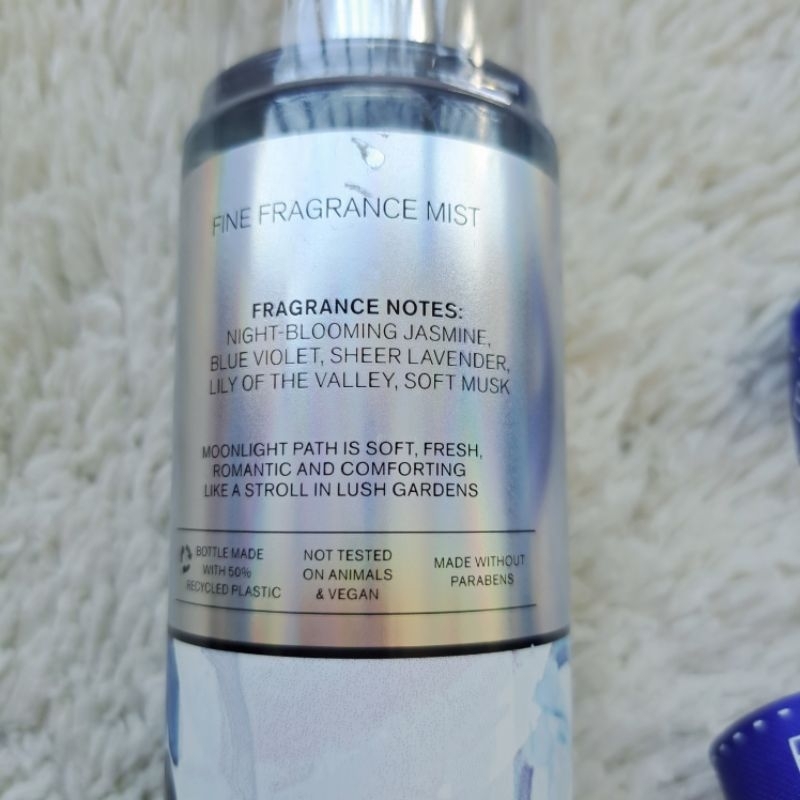 FINE FRAGRANCE MIST
FRAGRANCE NOTES:
NIGHT-BLOOMING JASMINE,
BLUE VIOLET, SHEER LAVENDER,
LILY OF THE VALLEY, SOFT MUSK
MOONLIGHT PATH IS SOFT, FRESH,
ROMANTIC AND COMFORTING
LIKE A STROLL IN LUSH GARDENS
BOTTLE MADE
WITH 50%
RECYCLED PLASTIC
NOT TESTED
ON ANIMALS
& VEGAN
MADE WITHOUT
PARABENS